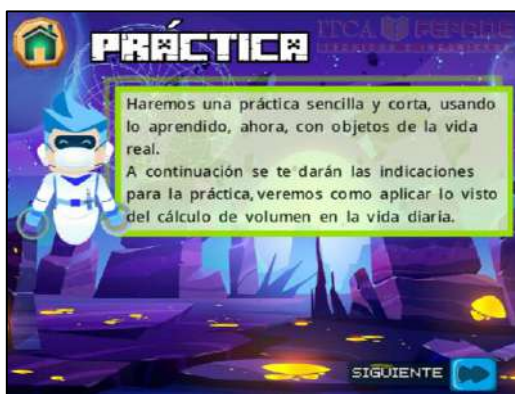 ITCA FEPADE
PRÁCTICA
Haremos una práctica sencilla y corta, usando
lo aprendido, ahora, con objetos de la vida
real.
A continuación se te darán las indicaciones
para la práctica, veremos como aplicar lo visto
del cálculo de volumen en la vida diaria.
SIGUIENTE